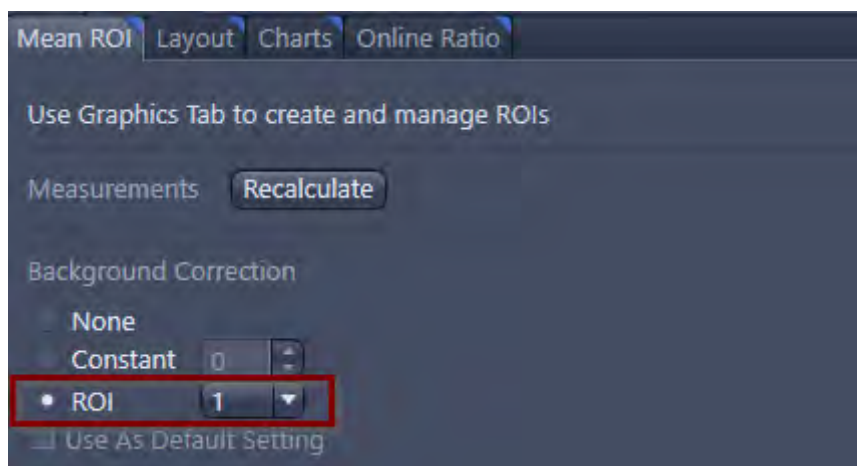 Mean ROI Layout Charts Online Ratio
Use Graphics Tab to create and manage ROIs
Measurements Recalculate
Background Correction
None
Constant 0
ROI 1
Use As Default Setting